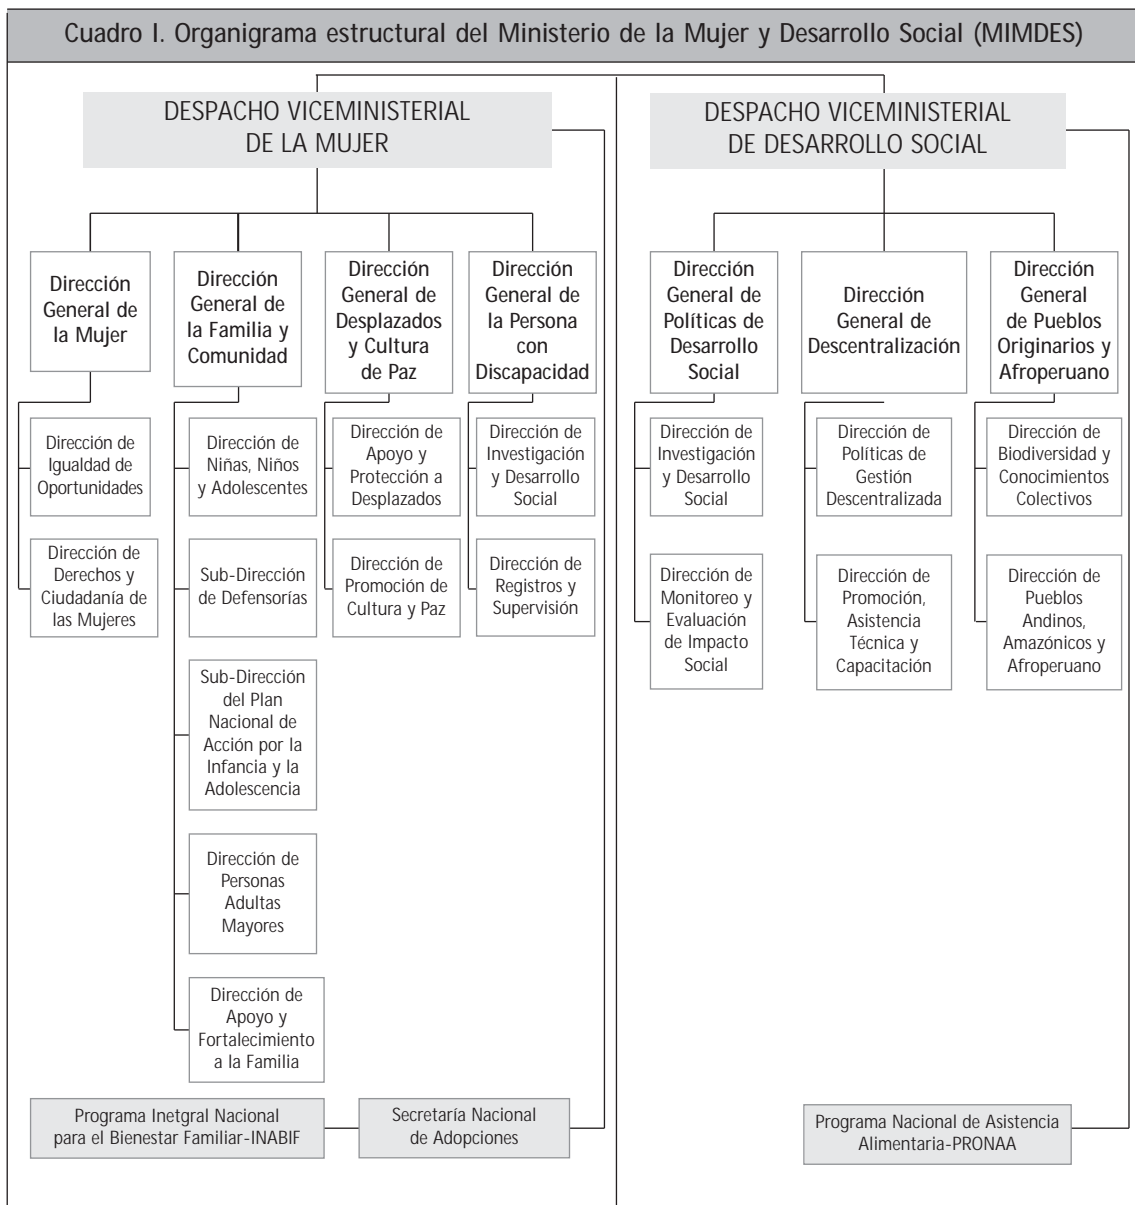 Cuadro I. Organigrama estructural del Ministerio de la Mujer y Desarrollo Social (MIMDES)
DESPACHO VICEMINISTERIAL
DE LA MUJER
Dirección
General de
la Mujer
Dirección de
Igualdad de
Oportunidades
Dirección de
Derechos y
Ciudadanía de
las Mujeres
Dirección
General de
la Familia y
Comunidad
Dirección de
Niñas, Niños
y Adolescentes
Sub-Dirección
de Defensorías
Sub-Dirección
del Plan
Nacional de
Acción por la
Infancia y la
Adolescencia
Dirección de
Personas
Adultas
Mayores
Dirección de
Apoyo y
Fortalecimiento
a la Familia
Dirección
General de
Desplazados
y Cultura
de Paz
Dirección de
Apoyo y
Protección a
Desplazados
Dirección de
Promoción de
Cultura y Paz
Dirección
General de
la Persona
con
Discapacidad
Dirección de
Investigación
y Desarrollo
Social
Dirección de
Registros y
Supervisión
Programa Inetgral Nacional
para el Bienestar Familiar-INABIF
Secretaría Nacional
de Adopciones
DESPACHO VICEMINISTERIAL
DE DESARROLLO SOCIAL
Dirección
General de
Políticas de
Desarrollo
Social
Dirección de
Investigación
y Desarrollo
Social
Dirección de
Monitoreo y
Evaluación
de Impacto
Social
Dirección
General de
Descentralización
Dirección de
Políticas de
Gestión
Descentralizada
Dirección de
Promoción,
Asistencia
Técnica y
Capacitación
Dirección
General
de Pueblos
Originarios y
Afroperuano
Dirección de
Biodiversidad y
Conocimientos
Colectivos
Dirección de
Pueblos
Andinos,
Amazónicos y
Afroperuano
Programa Nacional de Asistencia
Alimentaria-PRONAA